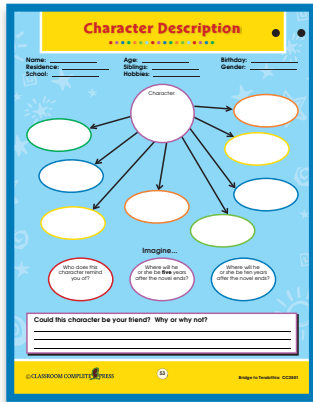 Character Description
Name: Age: Birthday:
Residence: Siblings: Gender:
School: Hobbies:
Character:
Imagine...
Who does this
character remind
you of?
Where will he
or she be five years
after the novel ends?
Where will he
or she be ten years
after the novel ends?
Could this character be your friend? Why or why not?
©CLASSROOM COMPLETE PRESS
53
Bridge to Terabithia CC2501